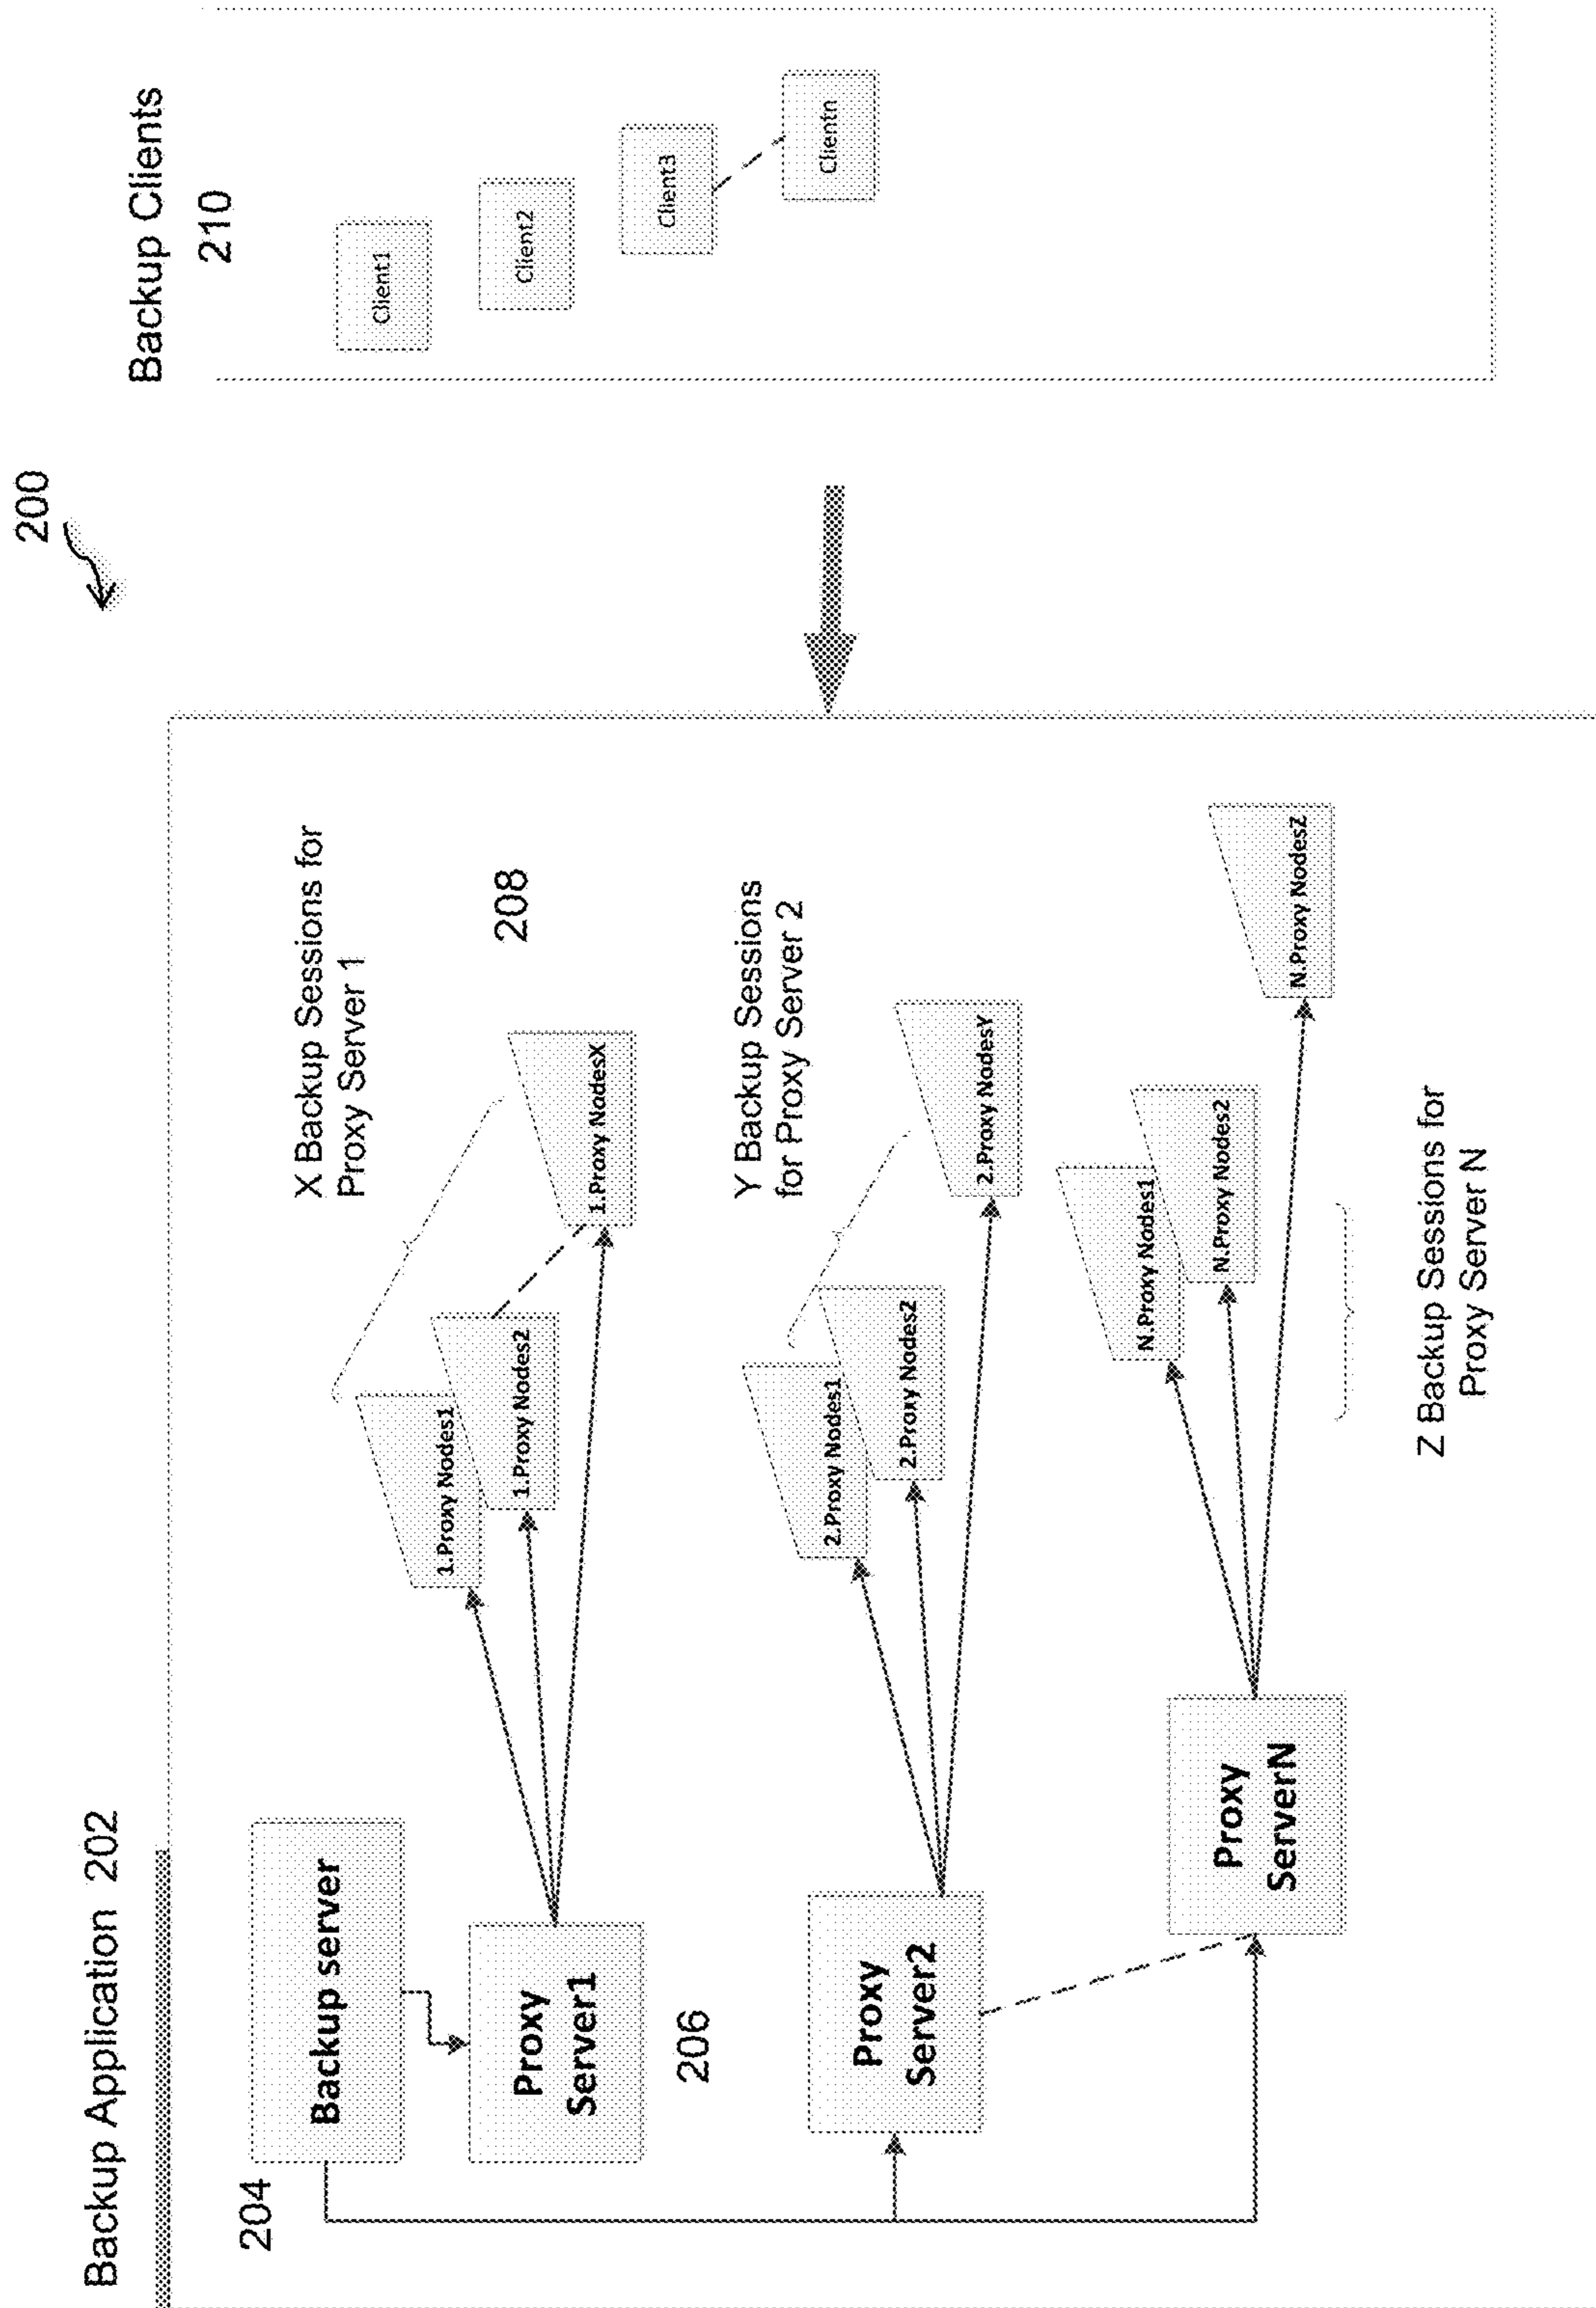 200
Backup Application 202
Backup Clients
210
204
Backup server
Proxy
Server1
206
X Backup Sessions for
Proxy Server 1
208
1.Proxy Nodes1
1.Proxy Nodes2
1.Proxy NodesX
Proxy
Server2
Y Backup Sessions
for Proxy Server 2
2.Proxy Nodes1
2.Proxy Nodes2
2.Proxy NodesY
Proxy
ServerN
N.Proxy Nodes1
N.Proxy Nodes2
N.Proxy NodesZ
Z Backup Sessions for
Proxy Server N
Client1
Client2
Client3
Clientn